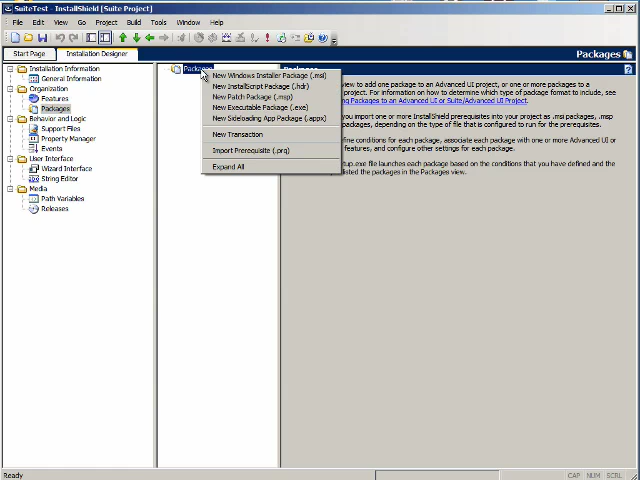 SuiteTest - InstallShield [Suite Project]
File Edit View Go Project Build Tools Window Help
Start Page Installation Designer Packages
Installation Information
General Information
Organization
Features
Packages
Behavior and Logic
Support Files
Property Manager
Events
User Interface
Wizard Interface
String Editor
Media
Path Variables
Releases
Packages
New Windows Installer Package (.msi)
New InstallScript Package (.hdr)
New Patch Package (.msp)
New Executable Package (.exe)
New Sideloading App Package (.appx)
New Transaction
Import Prerequisite (.prq)
Expand All
view to add one package to an Advanced UI project, or one or more packages to a
project. For information on how to determine which type of package format to include, see
ng Packages to an Advanced UI or Suite/Advanced UI Project.
you import one or more InstallShield prerequisites into your project as .msi packages, .msp
packages, depending on the type of file that is configured to run for the prerequisites.
efine conditions for each package, associate each package with one or more Advanced UI or
features, and configure other settings for each package.
etup.exe file launches each package based on the conditions that you have defined and the
listed the packages in the Packages view.
Ready
CAP NUM SCRL